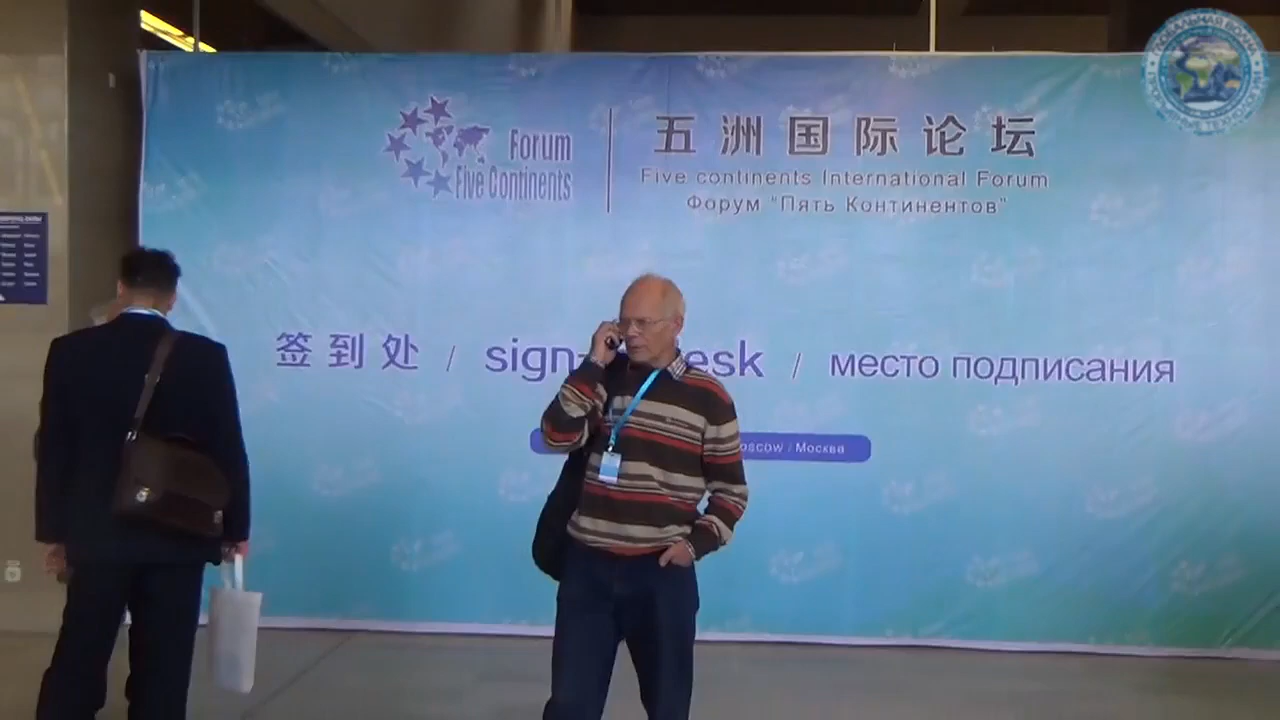 Forum
Five Continents
五洲国际论坛
Five continents International Forum
Форум "Пять Континентов"
签到处 / sign- esk / место подписания
oscow / Москва